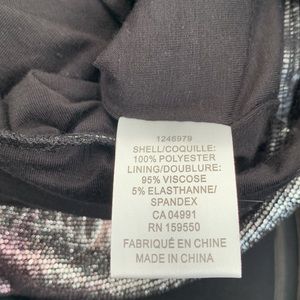 1246979
SHELL/COQUILLE:
100% POLYESTER
LINING/DOUBLURE:
95% VISCOSE
5% ELASTHANNE/
SPANDEX
CA 04991
RN 159550
FABRIQUÉ EN CHINE
MADE IN CHINA